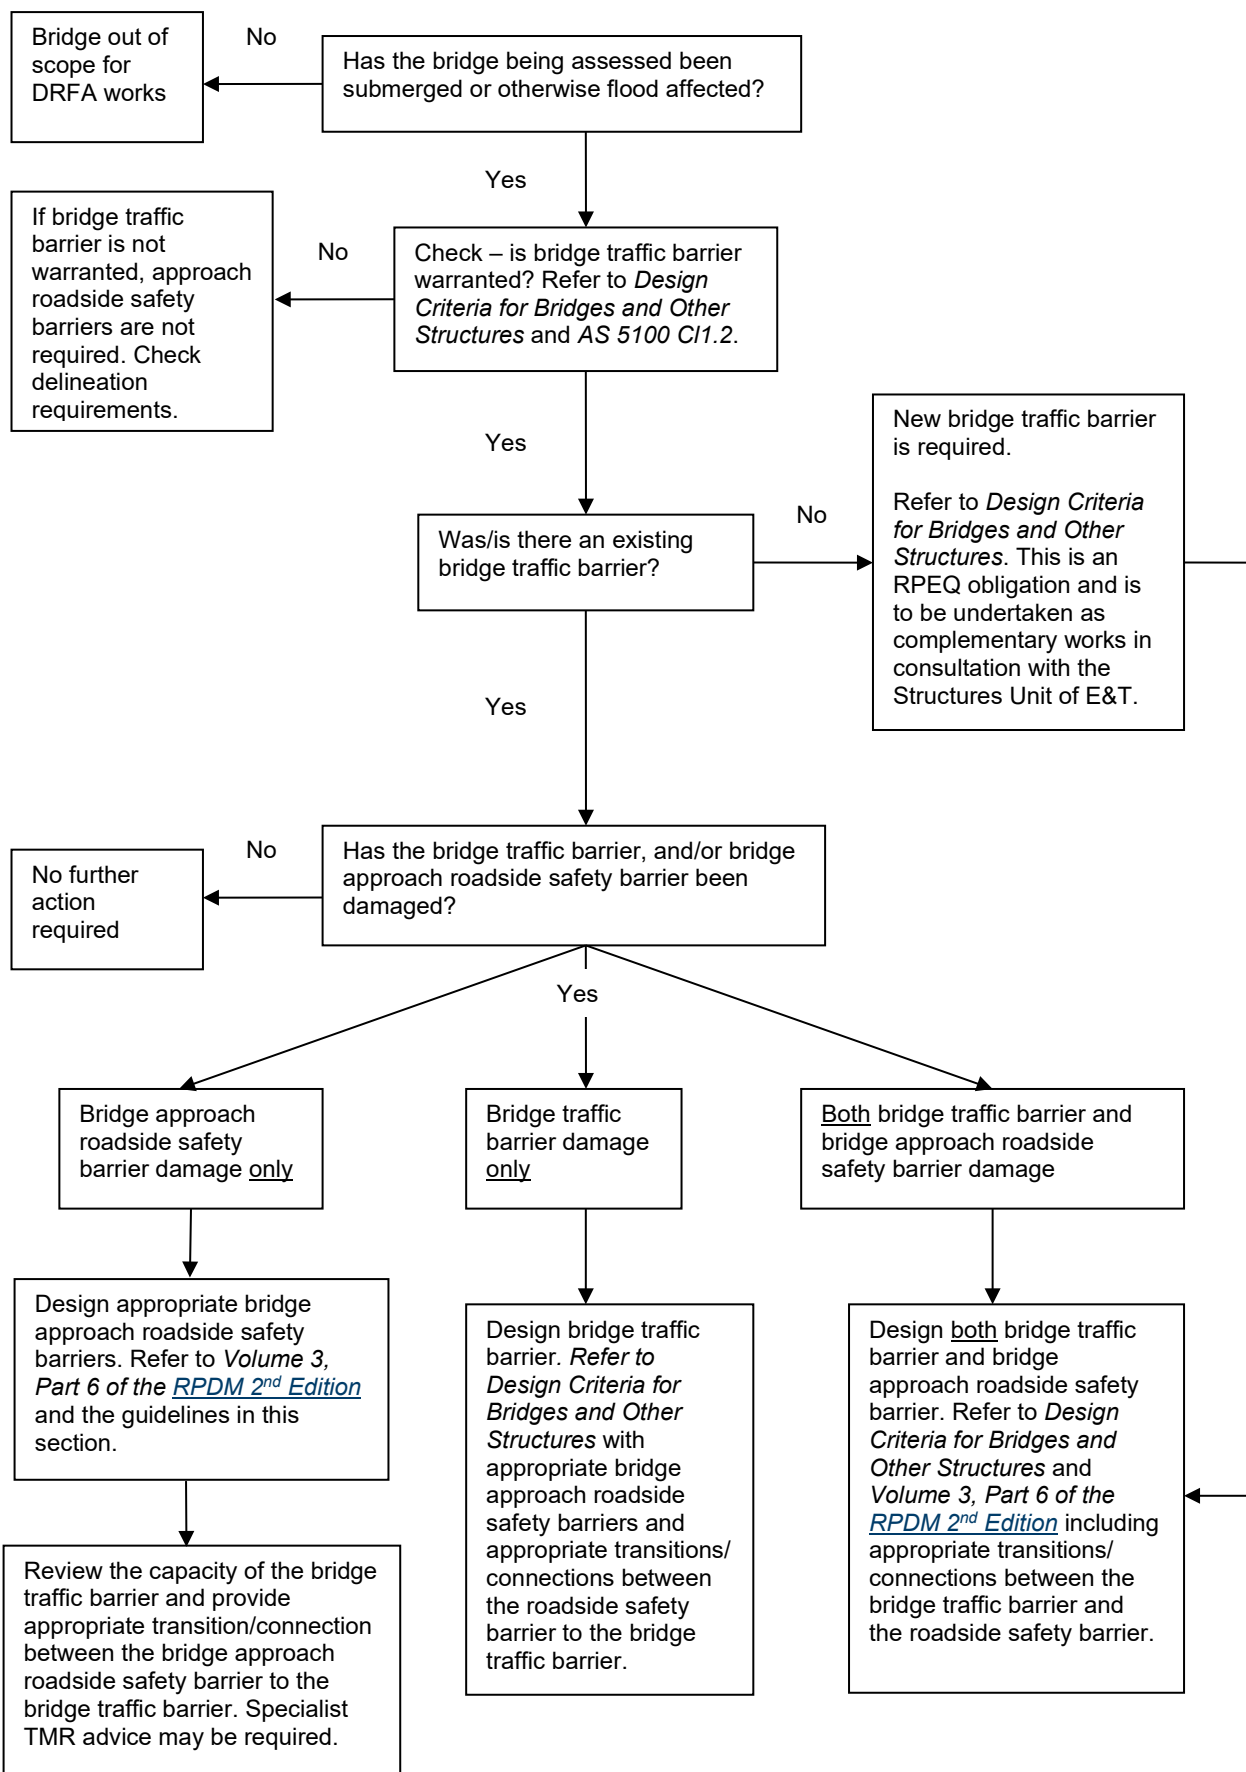 Bridge out of
scope for
DRFA works
No
Has the bridge being assessed been
submerged or otherwise flood affected?
Yes
If bridge traffic
barrier is not
warranted, approach
roadside safety
barriers are not
required. Check
delineation
requirements.
No
Check – is bridge traffic barrier
warranted? Refer to Design
Criteria for Bridges and Other
Structures and AS 5100 Cl1.2.
Yes
Was/is there an existing
bridge traffic barrier?
No
New bridge traffic barrier
is required.
Refer to Design Criteria
for Bridges and Other
Structures. This is an
RPEQ obligation and is
to be undertaken as
complementary works in
consultation with the
Structures Unit of E&T.
Yes
No further
action
required
No
Has the bridge traffic barrier, and/or bridge
approach roadside safety barrier been
damaged?
Yes
Bridge approach
roadside safety
barrier damage only
Bridge traffic
barrier damage
only
Both bridge traffic barrier and
bridge approach roadside
safety barrier damage
Design appropriate bridge
approach roadside safety
barriers. Refer to Volume 3,
Part 6 of the RPDM 2nd Edition
and the guidelines in this
section.
Design bridge traffic
barrier. Refer to
Design Criteria for
Bridges and Other
Structures with
appropriate bridge
approach roadside
safety barriers and
appropriate transitions/
connections between
the roadside safety
barrier to the bridge
traffic barrier.
Design both bridge traffic
barrier and bridge
approach roadside safety
barrier. Refer to Design
Criteria for Bridges and
Other Structures and
Volume 3, Part 6 of the
RPDM 2nd Edition including
appropriate transitions/
connections between the
bridge traffic barrier and
the roadside safety barrier.
Review the capacity of the bridge
traffic barrier and provide
appropriate transition/connection
between the bridge approach
roadside safety barrier to the
bridge traffic barrier. Specialist
TMR advice may be required.